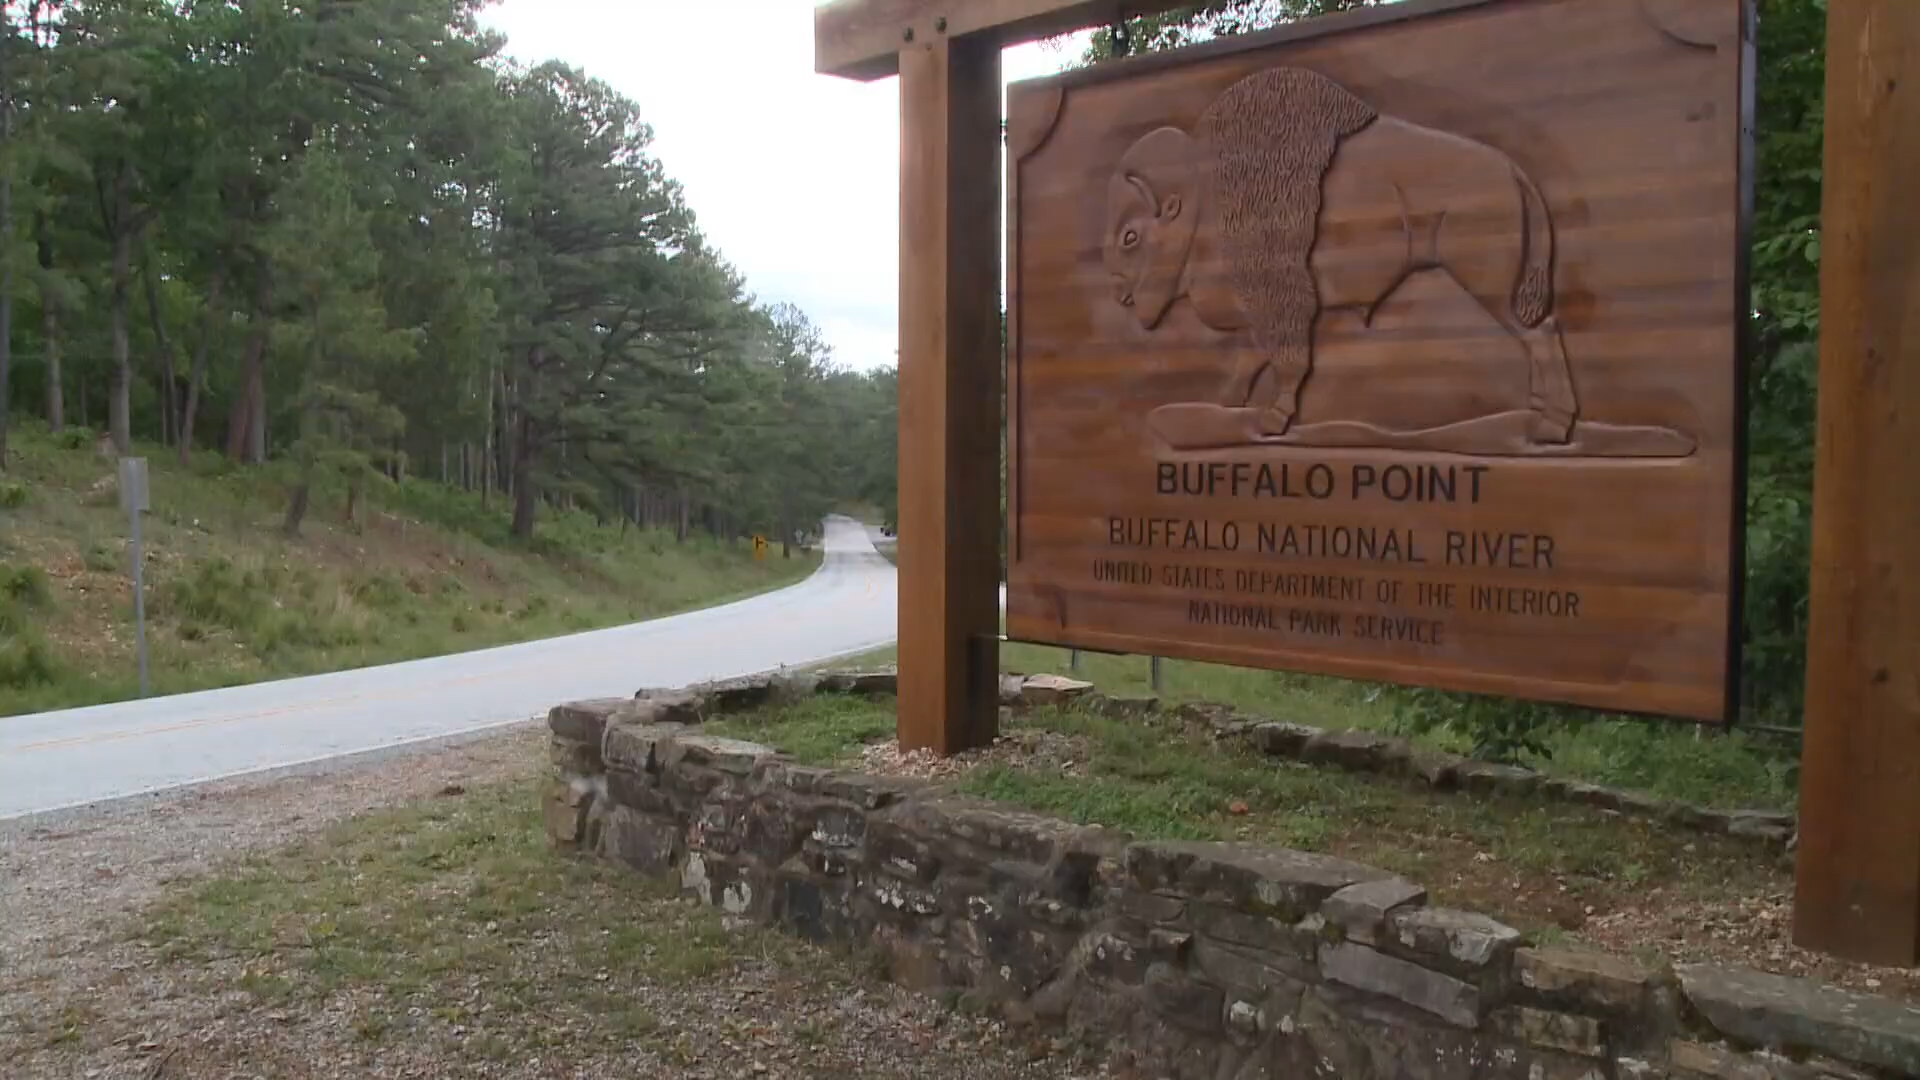 BUFFALO POINT
BUFFALO NATIONAL RIVER
UNITED STATES DEPARTMENT OF THE INTERIOR
NATIONAL PARK SERVICE